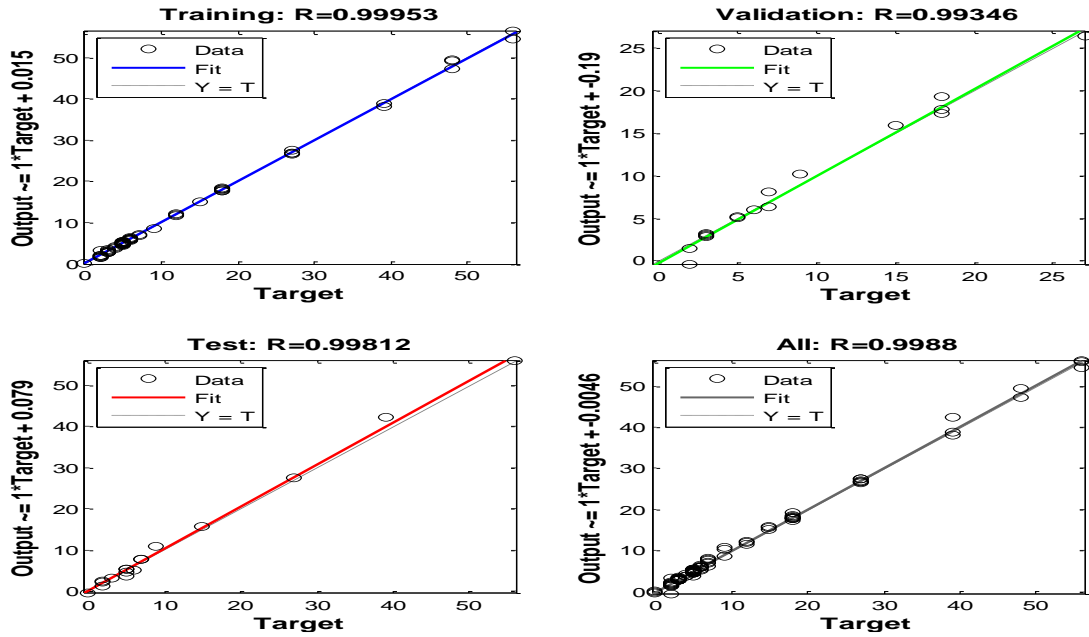 Training: R=0.99953
Output ~= 1*Target + 0.015
50
40
30
20
10
0
Data
Fit
Y = T
0 10 20 30 40 50
Target
Validation: R=0.99346
Output ~= 1*Target + -0.19
25
20
15
10
5
0
Data
Fit
Y = T
0 5 10 15 20 25
Target
Test: R=0.99812
Output ~= 1*Target + 0.079
50
40
30
20
10
0
Data
Fit
Y = T
0 10 20 30 40 50
Target
All: R=0.9988
Output ~= 1*Target + -0.0046
50
40
30
20
10
0
Data
Fit
Y = T
0 10 20 30 40 50
Target